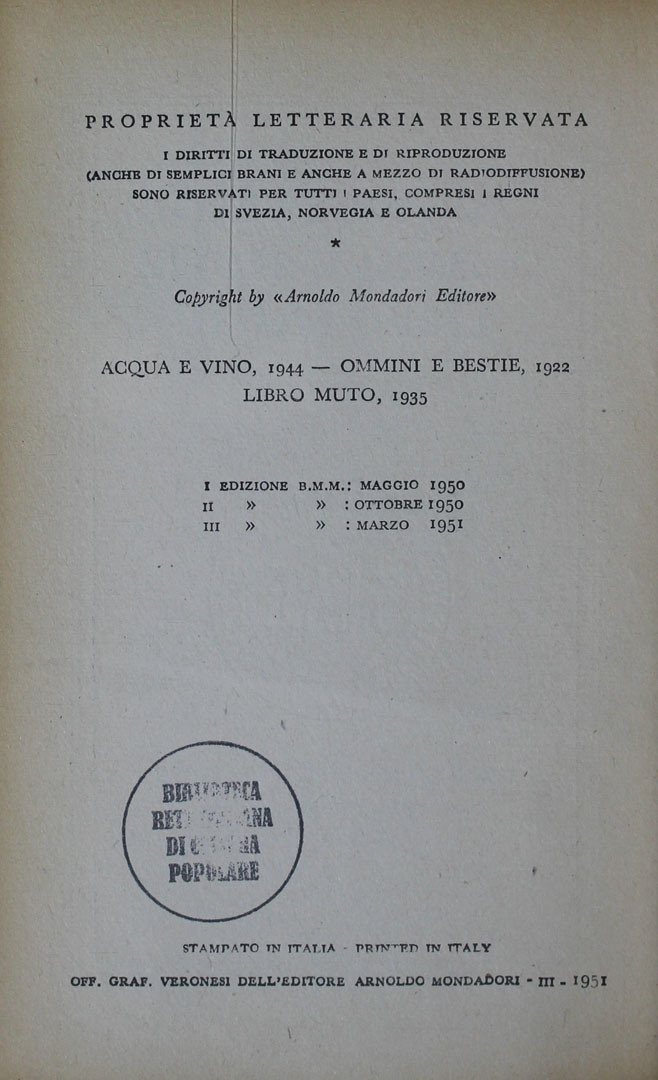 PROPRIETÀ LETTERARIA RISERVATA
I DIRITTI DI TRADUZIONE E DI RIPRODUZIONE
(ANCHE DI SEMPLICI BRANI E ANCHE A MEZZO DI RADIODIFFUSIONE)
SONO RISERVATI PER TUTTI I PAESI, COMPRESI I REGNI
DI SVEZIA, NORVEGIA E OLANDA
*
Copyright by «Arnoldo Mondadori Editore»
ACQUA E VINO, 1944 — OMMINI E BESTIE, 1922
LIBRO MUTO, 1935
I EDIZIONE B.M.M.: MAGGIO 1950
II » » : OTTOBRE 1950
III » » : MARZO 1951
BIBLIOTECA
DI
POPOLARE
STAMPATO IN ITALIA - PRINTED IN ITALY
OFF. GRAF. VERONESI DELL'EDITORE ARNOLDO MONDADORI - III - 1951